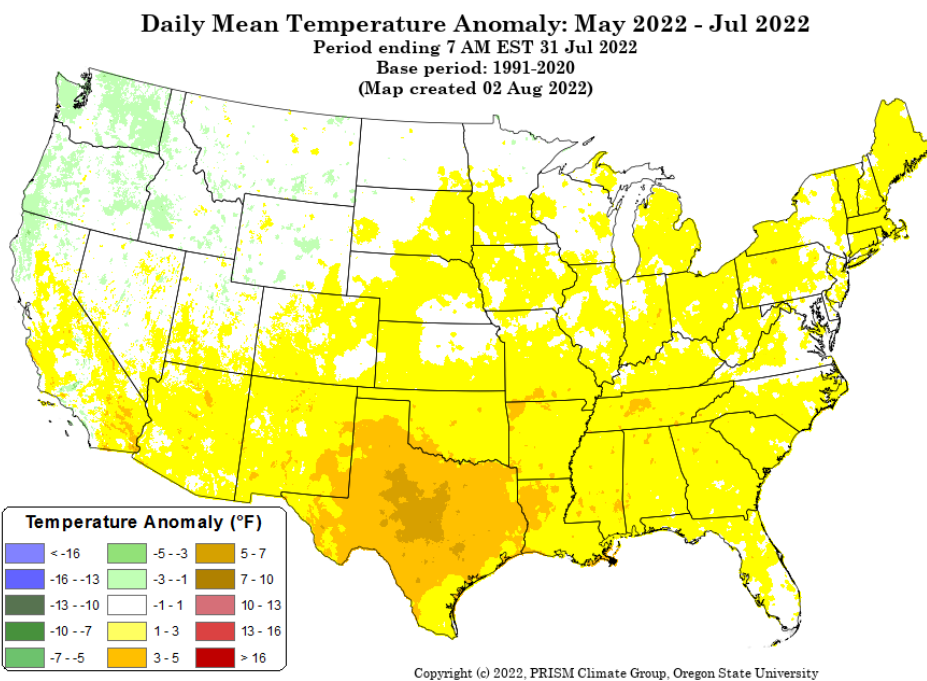 Daily Mean Temperature Anomaly: May 2022 - Jul 2022
Period ending 7 AM EST 31 Jul 2022
Base period: 1991-2020
(Map created 02 Aug 2022)
Temperature Anomaly (°F)
< -16
-5 - -3
5 - 7
-16 - -13
-3 - -1
7 - 10
-13 - -10
-1 - 1
10 - 13
-10 - -7
1 - 3
13 - 16
-7 - -5
3 - 5
> 16
Copyright (c) 2022, PRISM Climate Group, Oregon State University